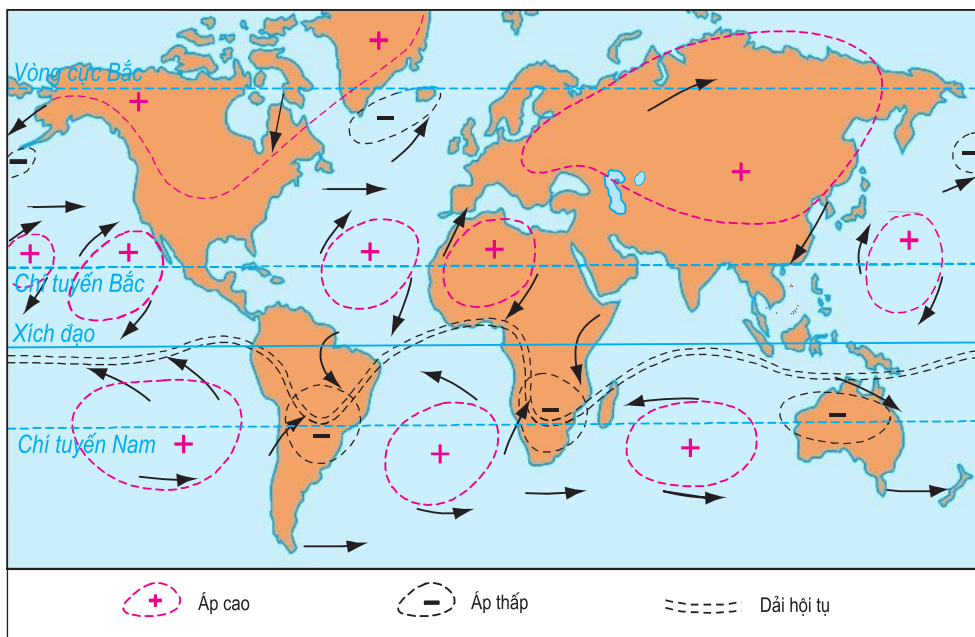 Vòng cực Bắc
Chí tuyến Bắc
Xích đạo
Chí tuyến Nam
Áp cao
Áp thấp
Dải hội tụ